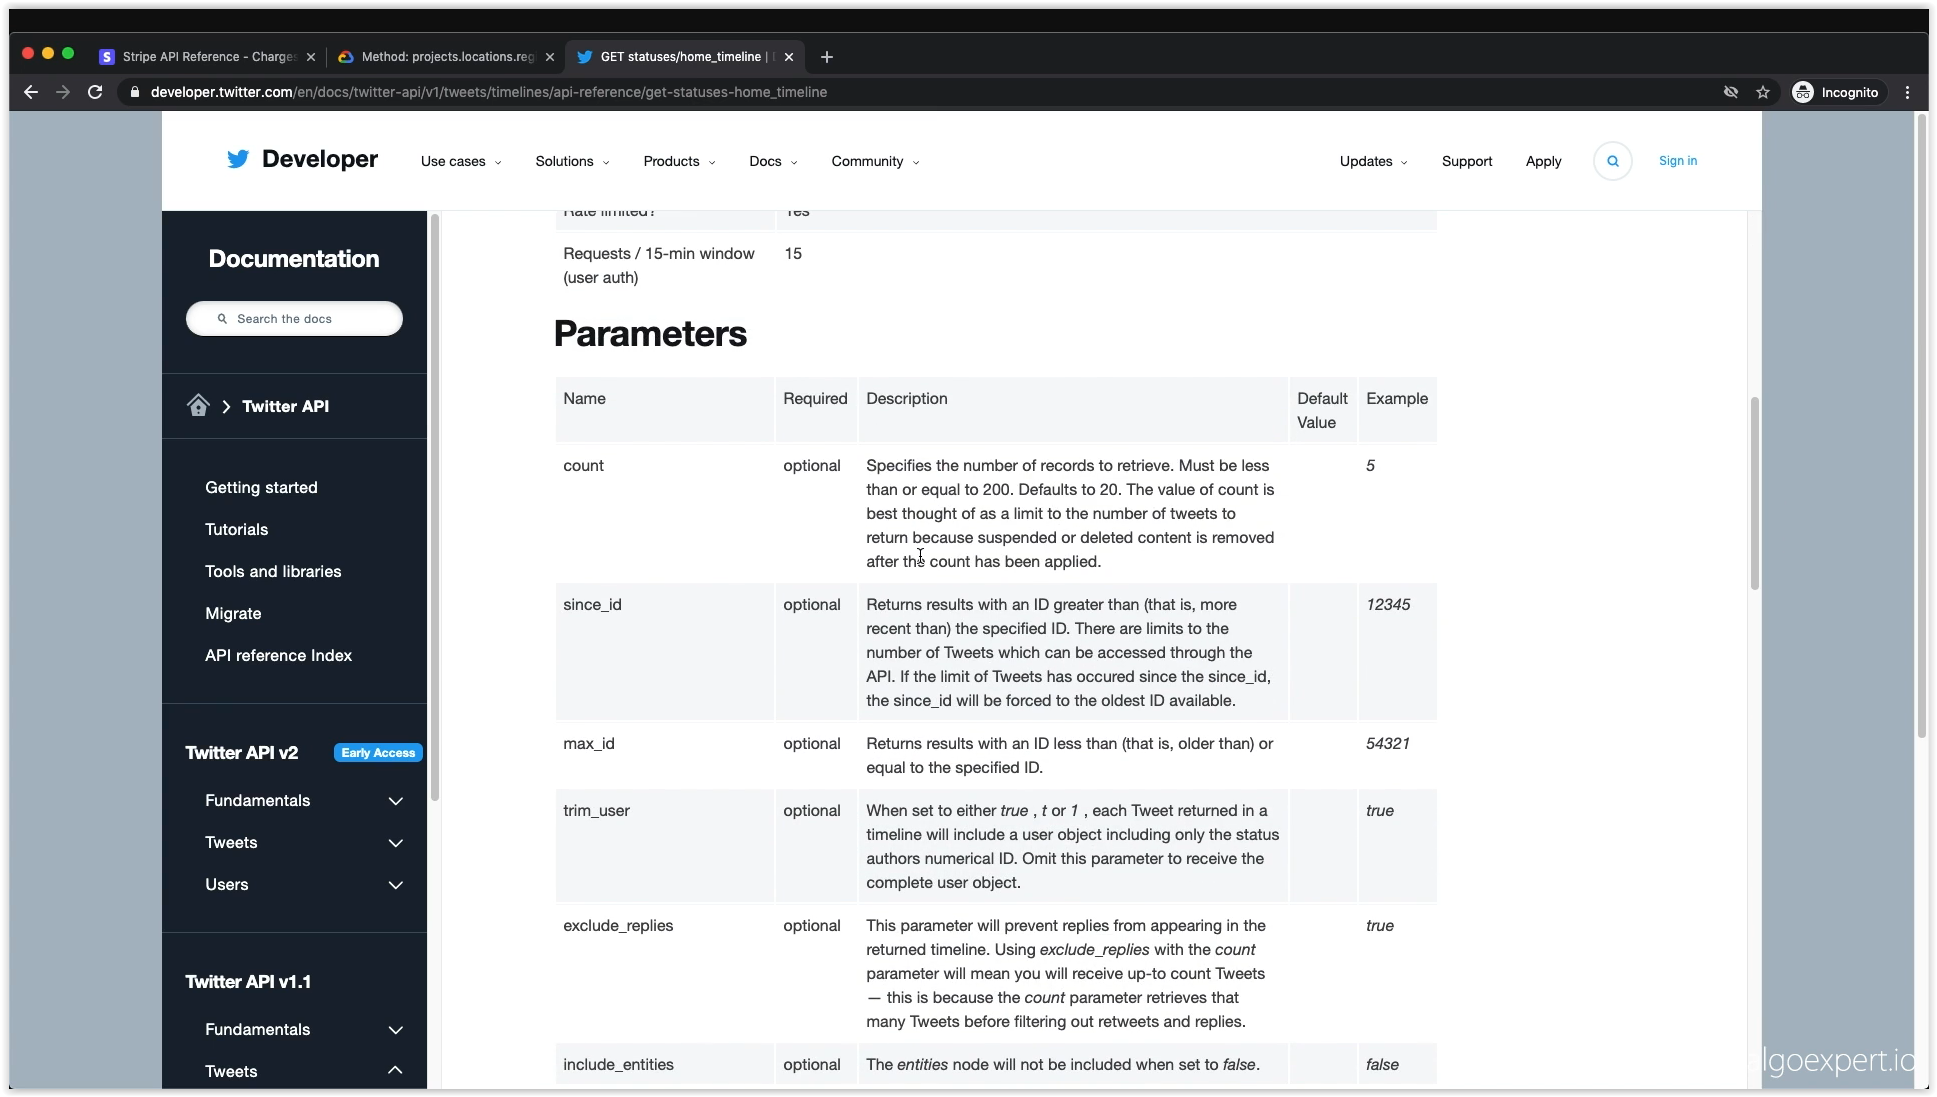 Stripe API Reference - Charges
Method: projects.locations.reg
GET statuses/home_timeline |
developer.twitter.com/en/docs/twitter-api/v1/tweets/timelines/api-reference/get-statuses-home_timeline
Incognito
Developer
Use cases
Solutions
Products
Docs
Community
Updates
Support
Apply
Sign in
Documentation
Search the docs
Twitter API
Getting started
Tutorials
Tools and libraries
Migrate
API reference Index
Twitter API v2
Early Access
Fundamentals
Tweets
Users
Twitter API v1.1
Fundamentals
Tweets
Rate limited? Yes
Requests / 15-min window 15
(user auth)
Parameters
Name Required Description Default Example
Value
count optional Specifies the number of records to retrieve. Must be less 5
than or equal to 200. Defaults to 20. The value of count is
best thought of as a limit to the number of tweets to
return because suspended or deleted content is removed
after the count has been applied.
since_id optional Returns results with an ID greater than (that is, more 12345
recent than) the specified ID. There are limits to the
number of Tweets which can be accessed through the
API. If the limit of Tweets has occured since the since_id,
the since_id will be forced to the oldest ID available.
max_id optional Returns results with an ID less than (that is, older than) or 54321
equal to the specified ID.
trim_user optional When set to either true , t or 1 , each Tweet returned in a true
timeline will include a user object including only the status
authors numerical ID. Omit this parameter to receive the
complete user object.
exclude_replies optional This parameter will prevent replies from appearing in the true
returned timeline. Using exclude_replies with the count
parameter will mean you will receive up-to count Tweets
— this is because the count parameter retrieves that
many Tweets before filtering out retweets and replies.
include_entities optional The entities node will not be included when set to false. false
lgoexpert.io